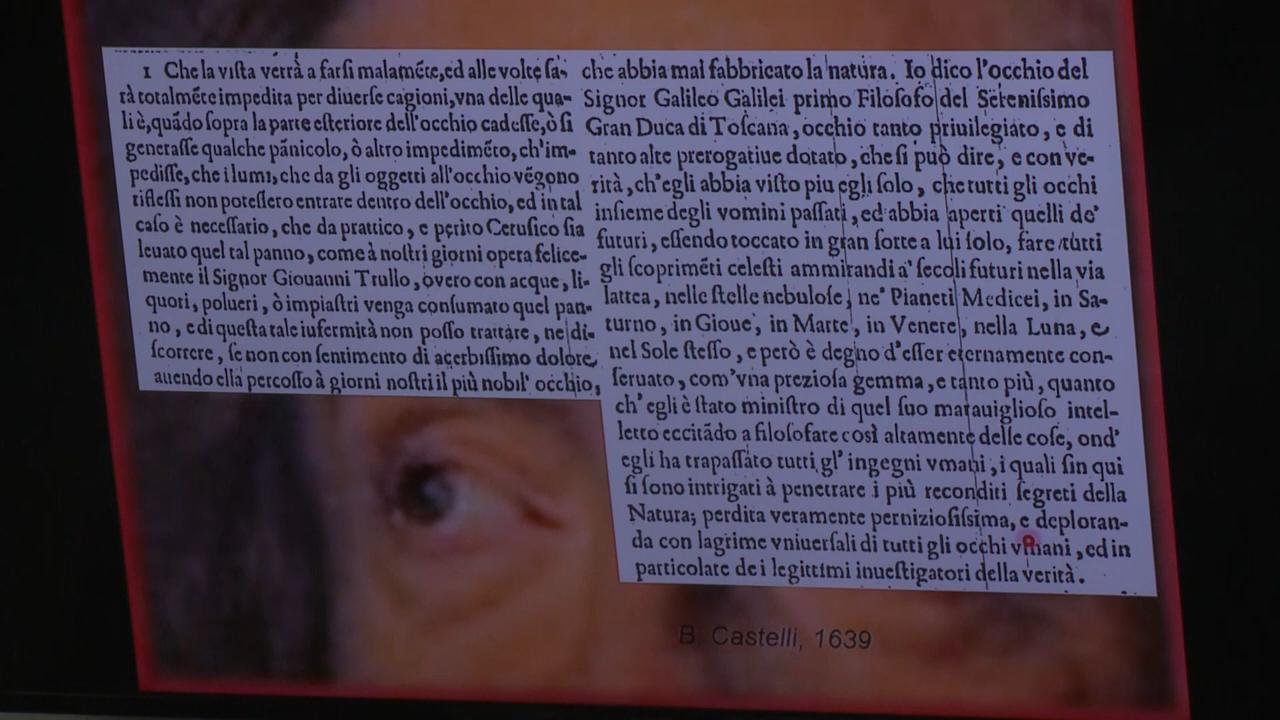 1 Che la viſta verrà a farſi malamẽte,ed alle volte ſa-
rà totalmẽte impedita per diuerſe cagioni,vna delle qua-
li è,quãdo ſopra la parte eſteriore dell'occhio cadeſſe,ò ſi
generaſſe qualche pãnicolo, ò altro impedimẽto, ch'im-
pediſſe,che i lumi,che da gli oggetti all'occhio vẽgono
rifleſſi non poteſſero entrare dentro dell'occhio, ed in tal
caſo è neceſſario, che da prattico, e perito Ceruſico ſia
leuato quel tal panno, come à noſtri giorni opera felice-
mente il Signor Giouanni Trullo, overo con acque, li-
quori, polueri, ò impiaſtri venga conſumato quel pan-
no, e di queſta tale iufermità non poſſo trattare, ne di-
ſcorrere, ſe non con ſentimento di acerbiſſimo dolore
auendo ella percoſſo à giorni noſtri il più nobil' occhio,
che abbia mai fabbricato la natura. Io dico l'occhio del
Signor Galileo Galilei primo Filoſofo del Sereniſsimo
Gran Duca di Toſcana, occhio tanto priuilegiato, e di
tanto alte prerogatiue dotato, che ſi può dire, e con ve-
rità, ch'egli abbia viſto piu egli ſolo, che tutti gli occhi
inſieme degli vomini paſſati, ed abbia aperti quelli de'
futuri, eſſendo toccato in gran ſorte a lui ſolo, fare tutti
gli ſcoprimẽti celeſti ammirandi a' ſecoli futuri nella via
lattea, nelle ſtelle nebuloſe, ne' Pianeti Medicei, in Sa-
turno, in Gioue, in Marte, in Venere, nella Luna, e
nel Sole ſteſſo, e però è degno d'eſſer eternamente con-
ſeruato, com'vna prezioſa gemma, e tanto più, quanto
ch' egli è ſtato miniſtro di quel ſuo marauiglioſo intel-
letto eccitãdo a filoſofare così altamente delle coſe, ond'
egli ha trapaſſato tutti gl' ingegni vmani, i quali ſin qui
ſi ſono intrigati à penetrare i più reconditi ſegreti della
Natura; perdita veramente pernizioſiſsima, e deploran-
da con lagrime vniuerſali di tutti gli occhi vmani, ed in
particolare de i legittimi inueſtigatori della verità.
B. Castelli, 1639